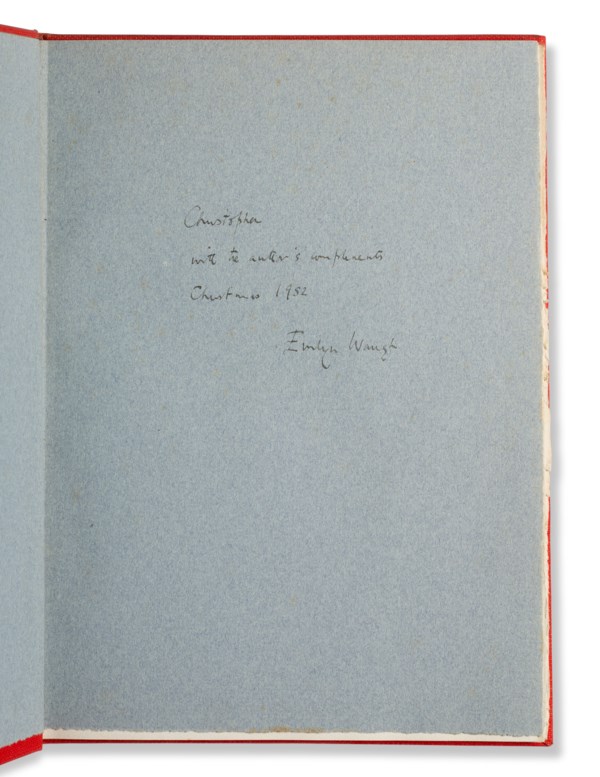 Christopher
with the author's compliments
Christmas 1952
Evelyn Waugh